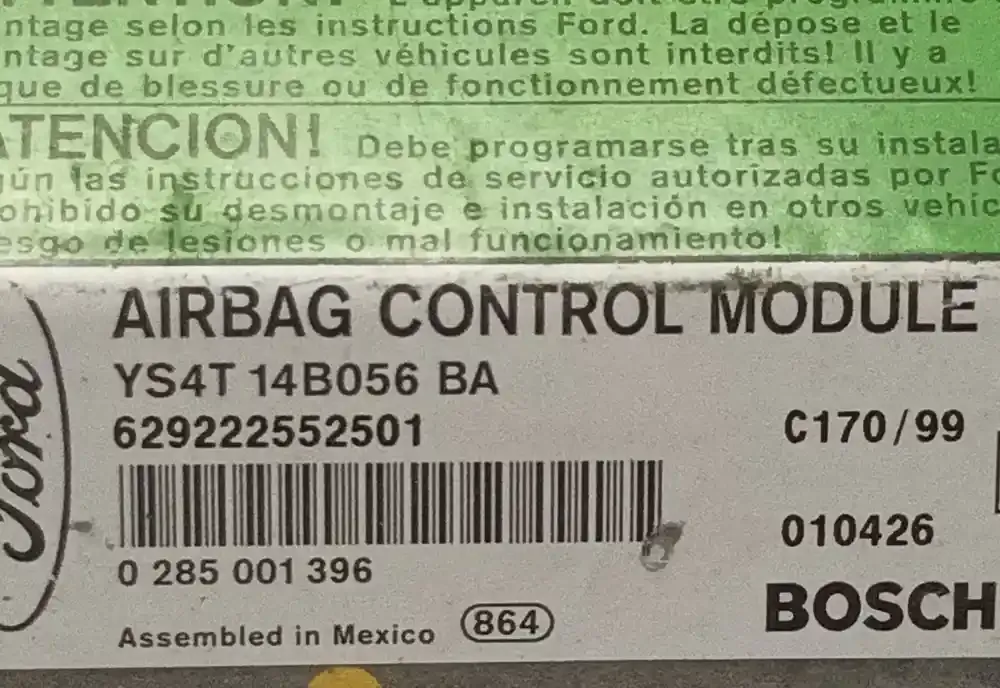 ntage selon les instructions Ford. La dépose et le
ntage sur d'autres véhicules sont interdits! Il y a
que de blessure ou de fonctionnement défectueux!
ATENCION! Debe programarse tras su instala
gún las instrucciones de servicio autorizadas por Fo
ohibido su desmontaje e instalación en otros vehic
esgo de lesiones o mal funcionamiento!
AIRBAG CONTROL MODULE
Ford
YS4T 14B056 BA
629222552501
C170/99
010426
0 285 001 396
BOSCH
Assembled in Mexico 864